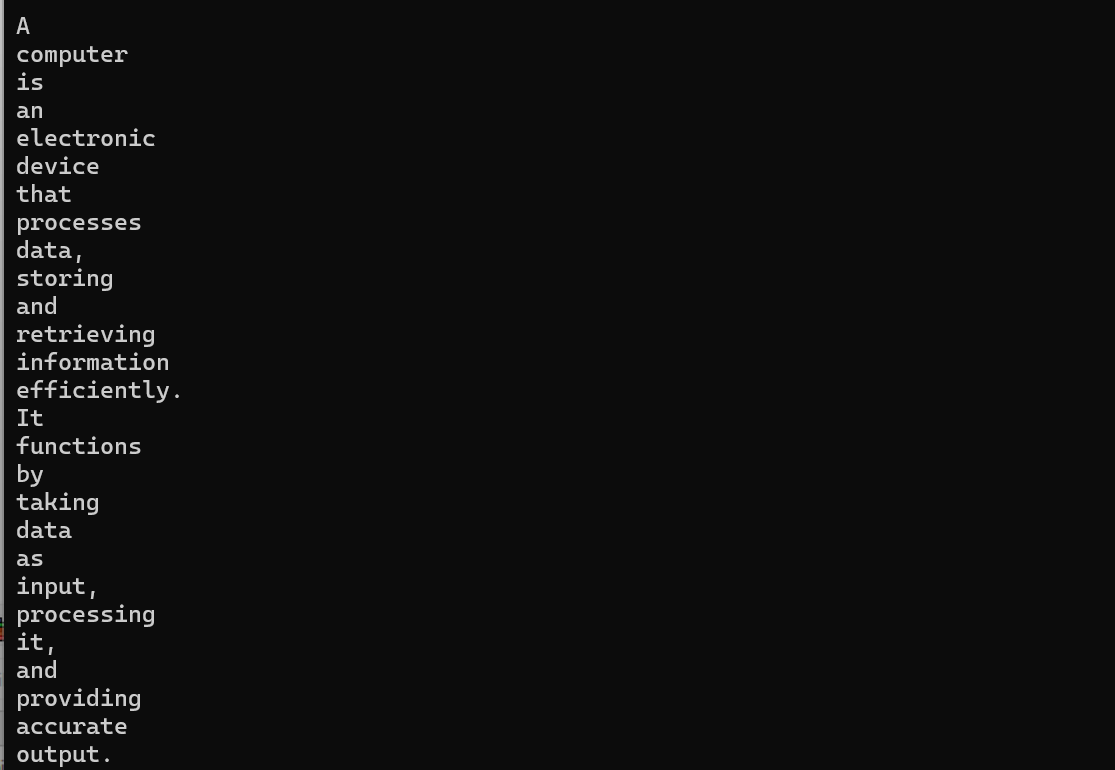 A
computer
is
an
electronic
device
that
processes
data,
storing
and
retrieving
information
efficiently.
It
functions
by
taking
data
as
input,
processing
it,
and
providing
accurate
output.